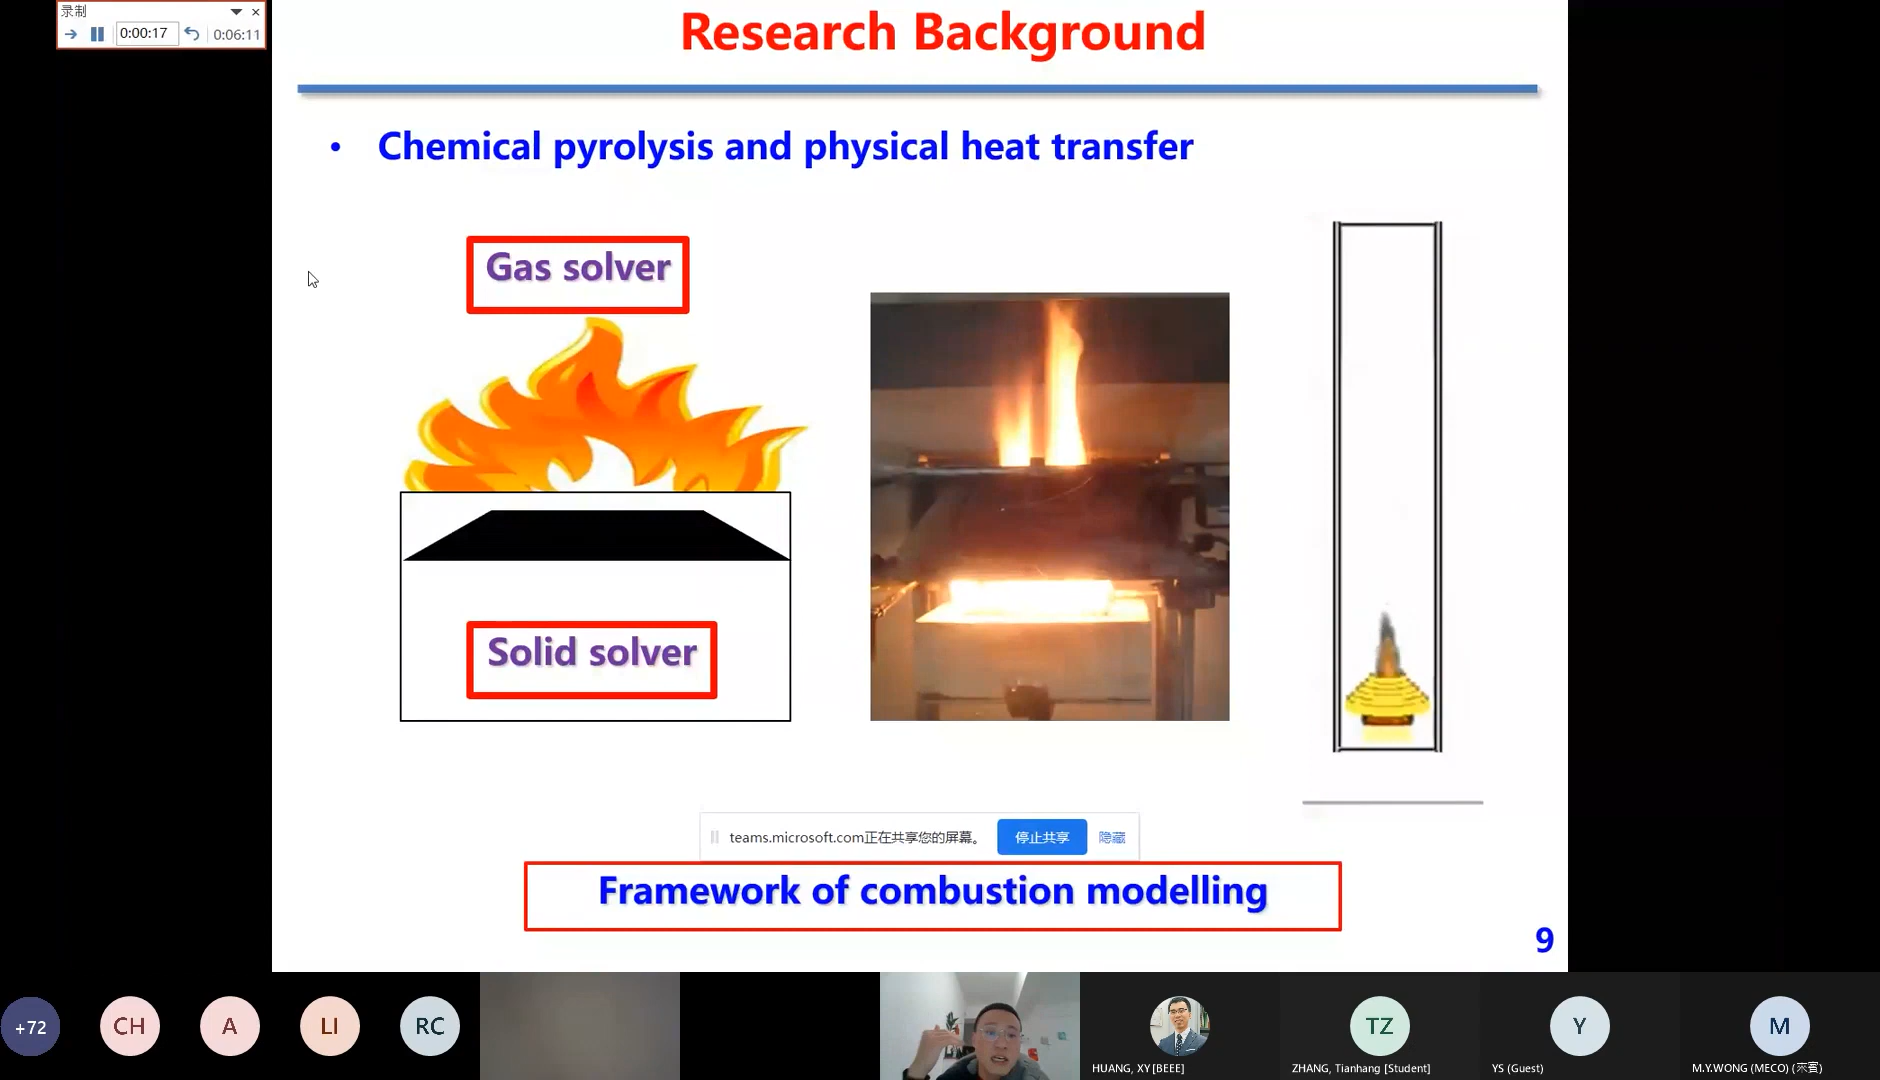 录制
0:00:17
0:06:11
Research Background
• Chemical pyrolysis and physical heat transfer
Gas solver
Solid solver
teams.microsoft.com正在共享您的屏幕。
停止共享
隐藏
Framework of combustion modelling
9
+72
CH
A
LI
RC
TZ
Y
M
HUANG, XY [BEEE]
ZHANG, Tianhang [Student]
YS (Guest)
M.Y.WONG (MECO) (來賓)